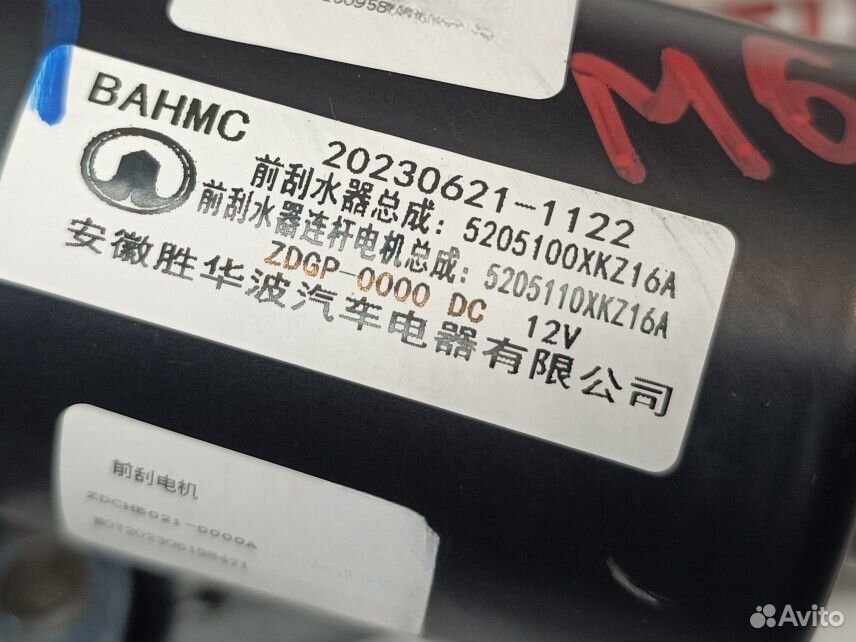 M6
BAHMC
20230621-1122
前刮水器总成: 5205100XKZ16A
前刮水器连杆电机总成: 5205110XKZ16A
ZDGP-0000 DC 12V
安徽胜华波汽车电器有限公司
前刮电机
Avito